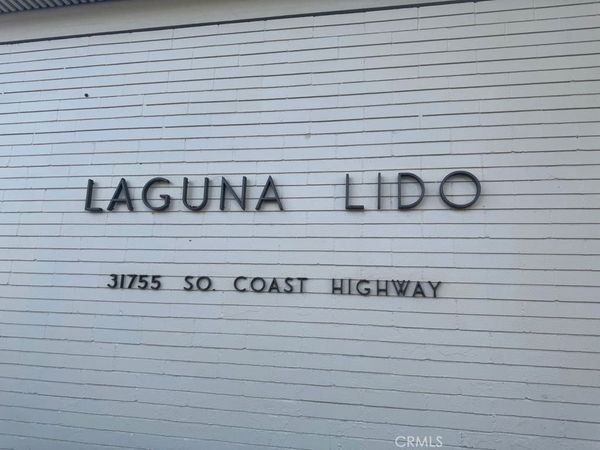 LAGUNA LIDO
31755 SO. COAST HIGHWAY
CRMLS